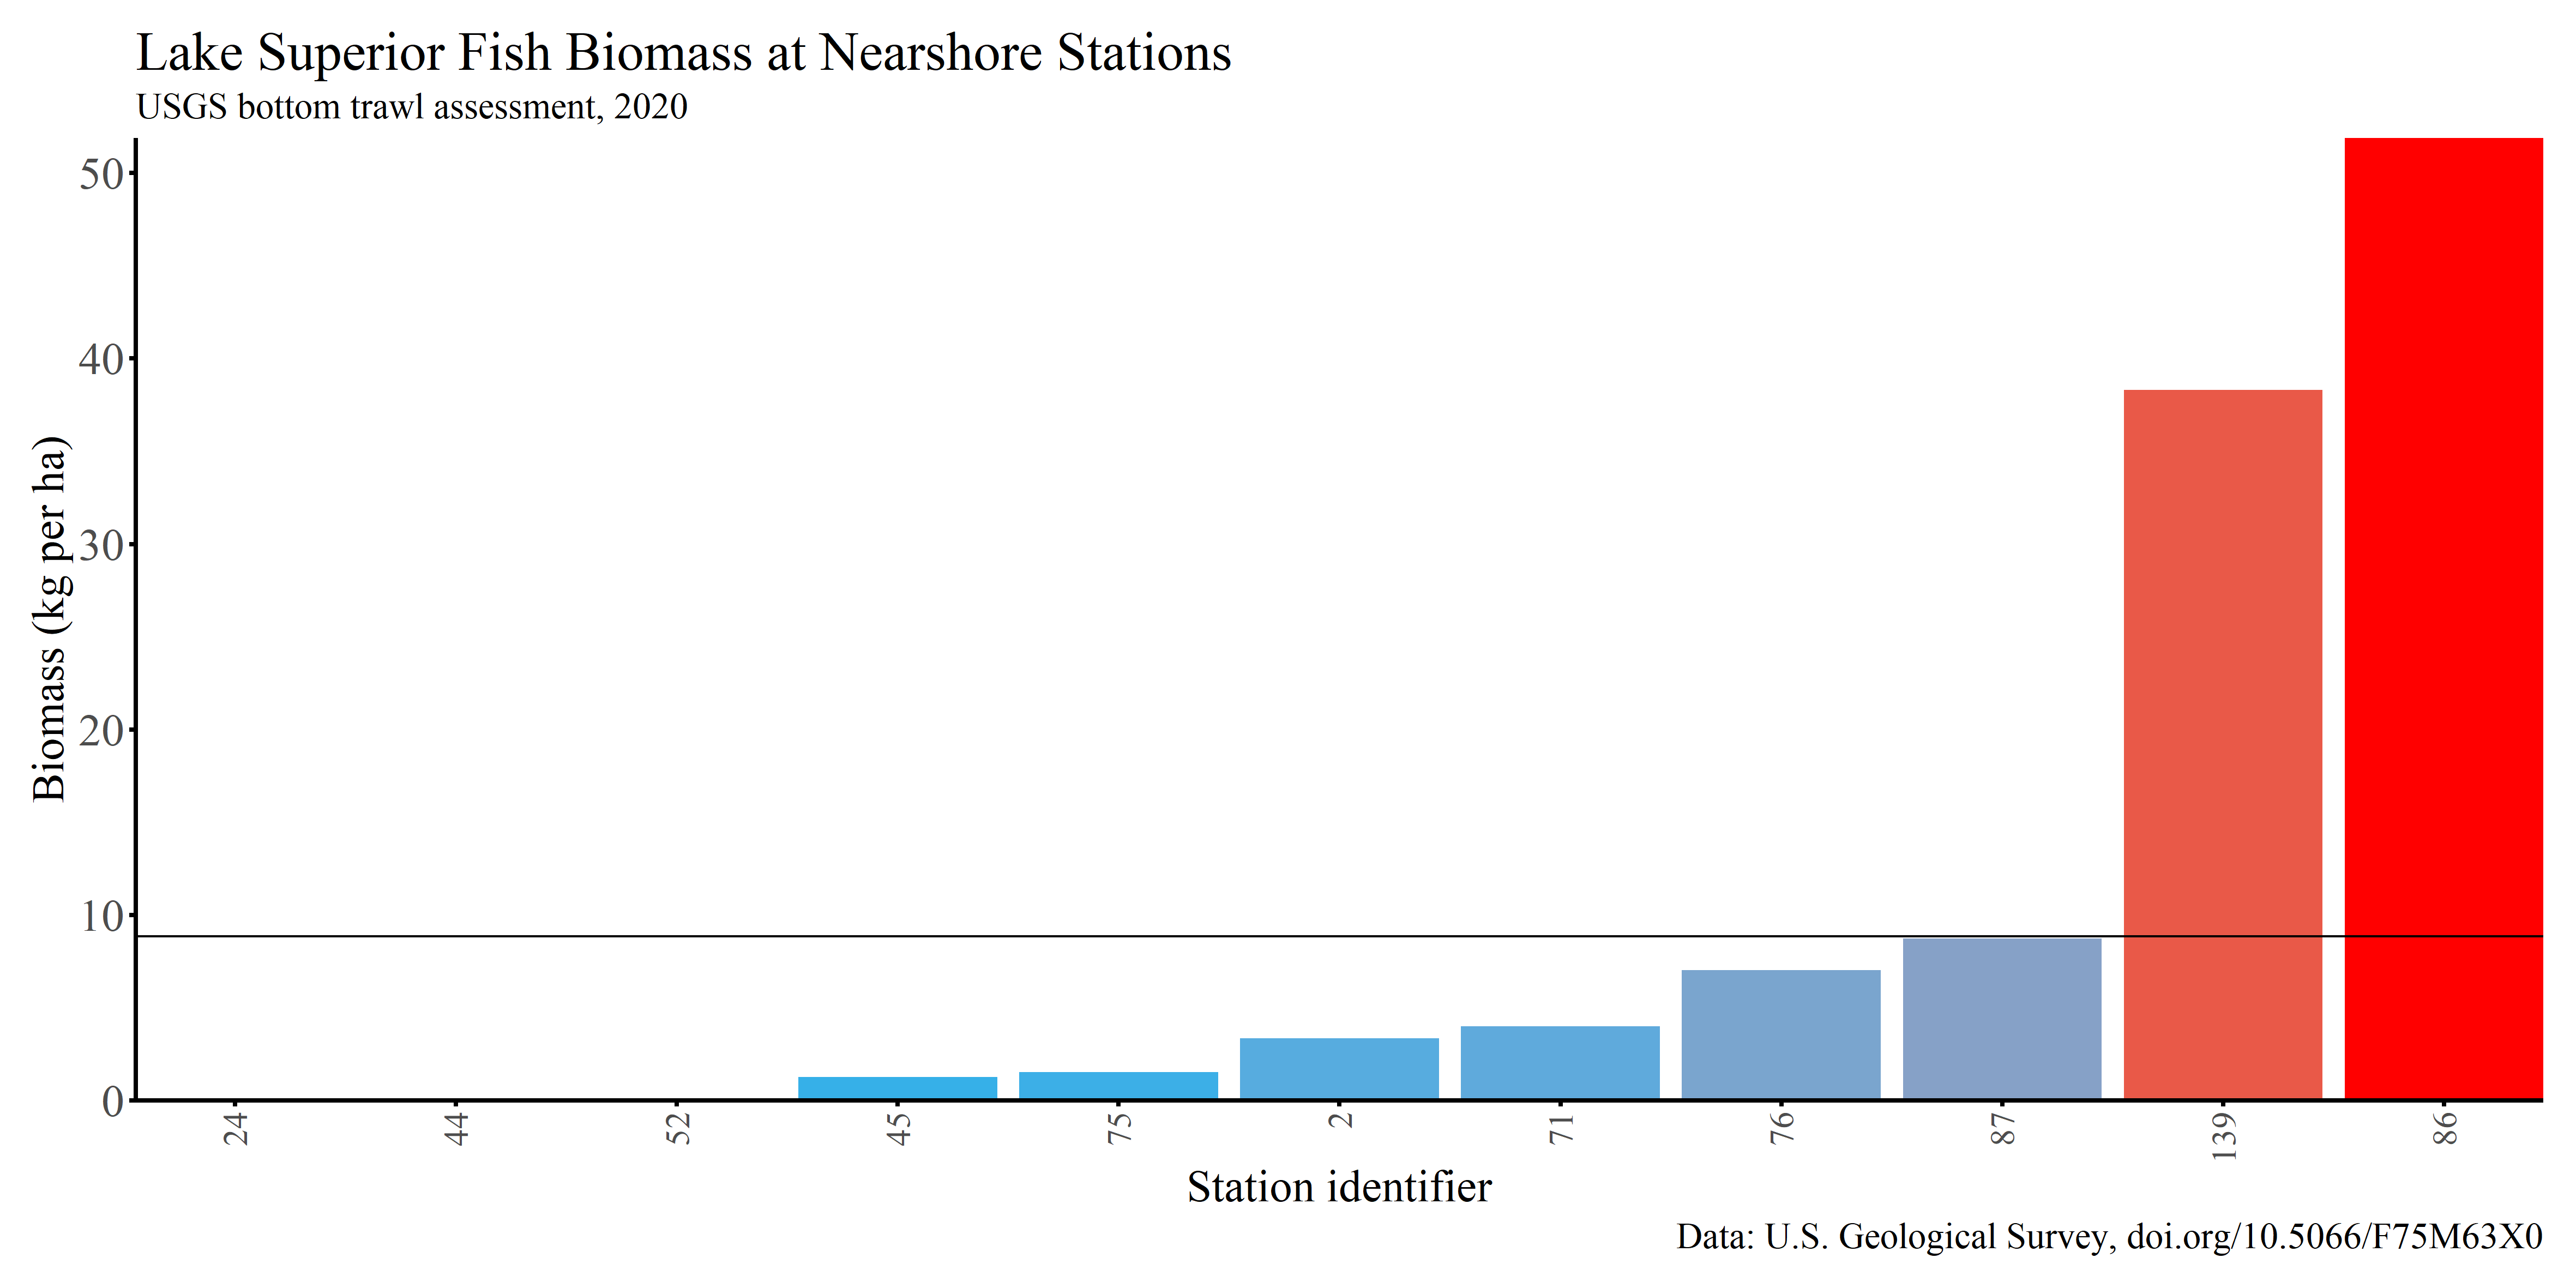 Lake Superior Fish Biomass at Nearshore Stations
USGS bottom trawl assessment, 2020
Biomass (kg per ha)
50
40
30
20
10
0
24 44 52 45 75 2 71 76 87 139 86
Station identifier
Data: U.S. Geological Survey, doi.org/10.5066/F75M63X0